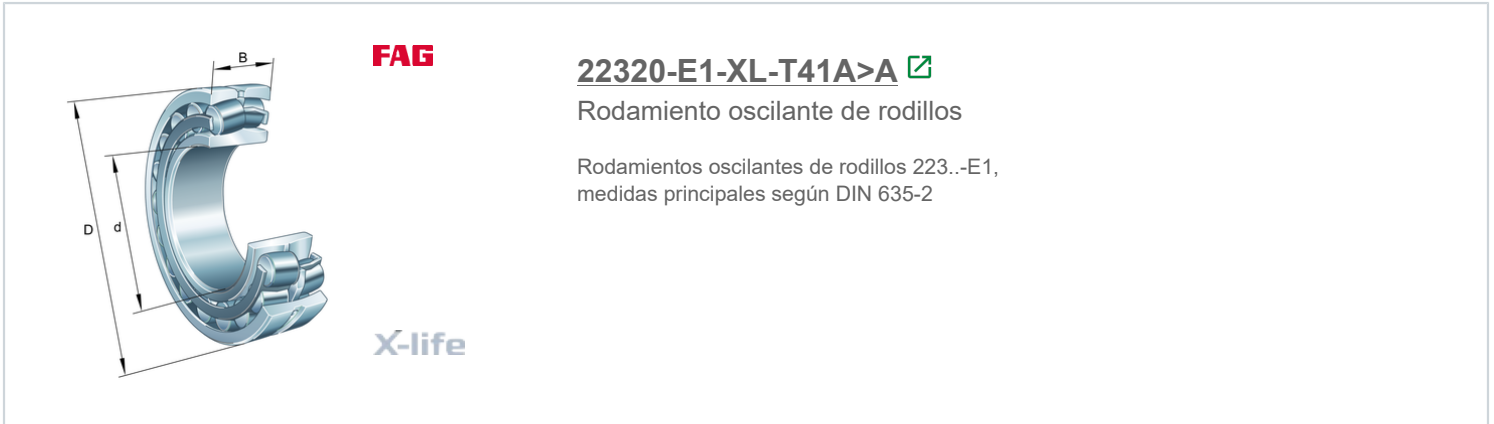 FAG
B
D
d
X-life
22320-E1-XL-T41A>A
Rodamiento oscilante de rodillos
Rodamientos oscilantes de rodillos 223..-E1,
medidas principales según DIN 635-2